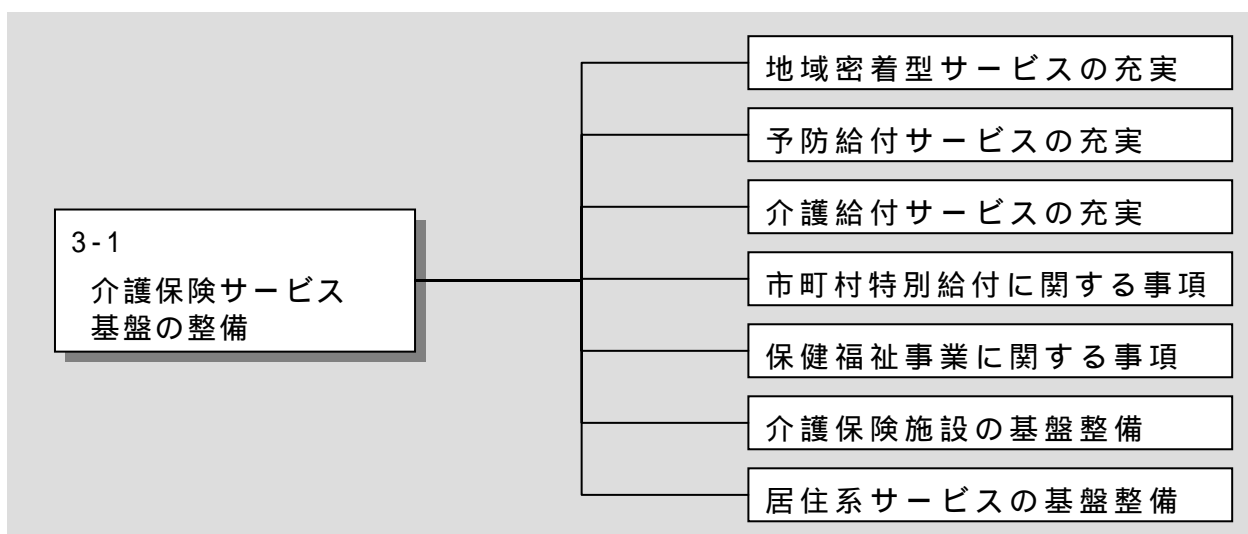 3-1
介護保険サービス
基盤の整備
地域密着型サービスの充実
予防給付サービスの充実
介護給付サービスの充実
市町村特別給付に関する事項
保健福祉事業に関する事項
介護保険施設の基盤整備
居住系サービスの基盤整備